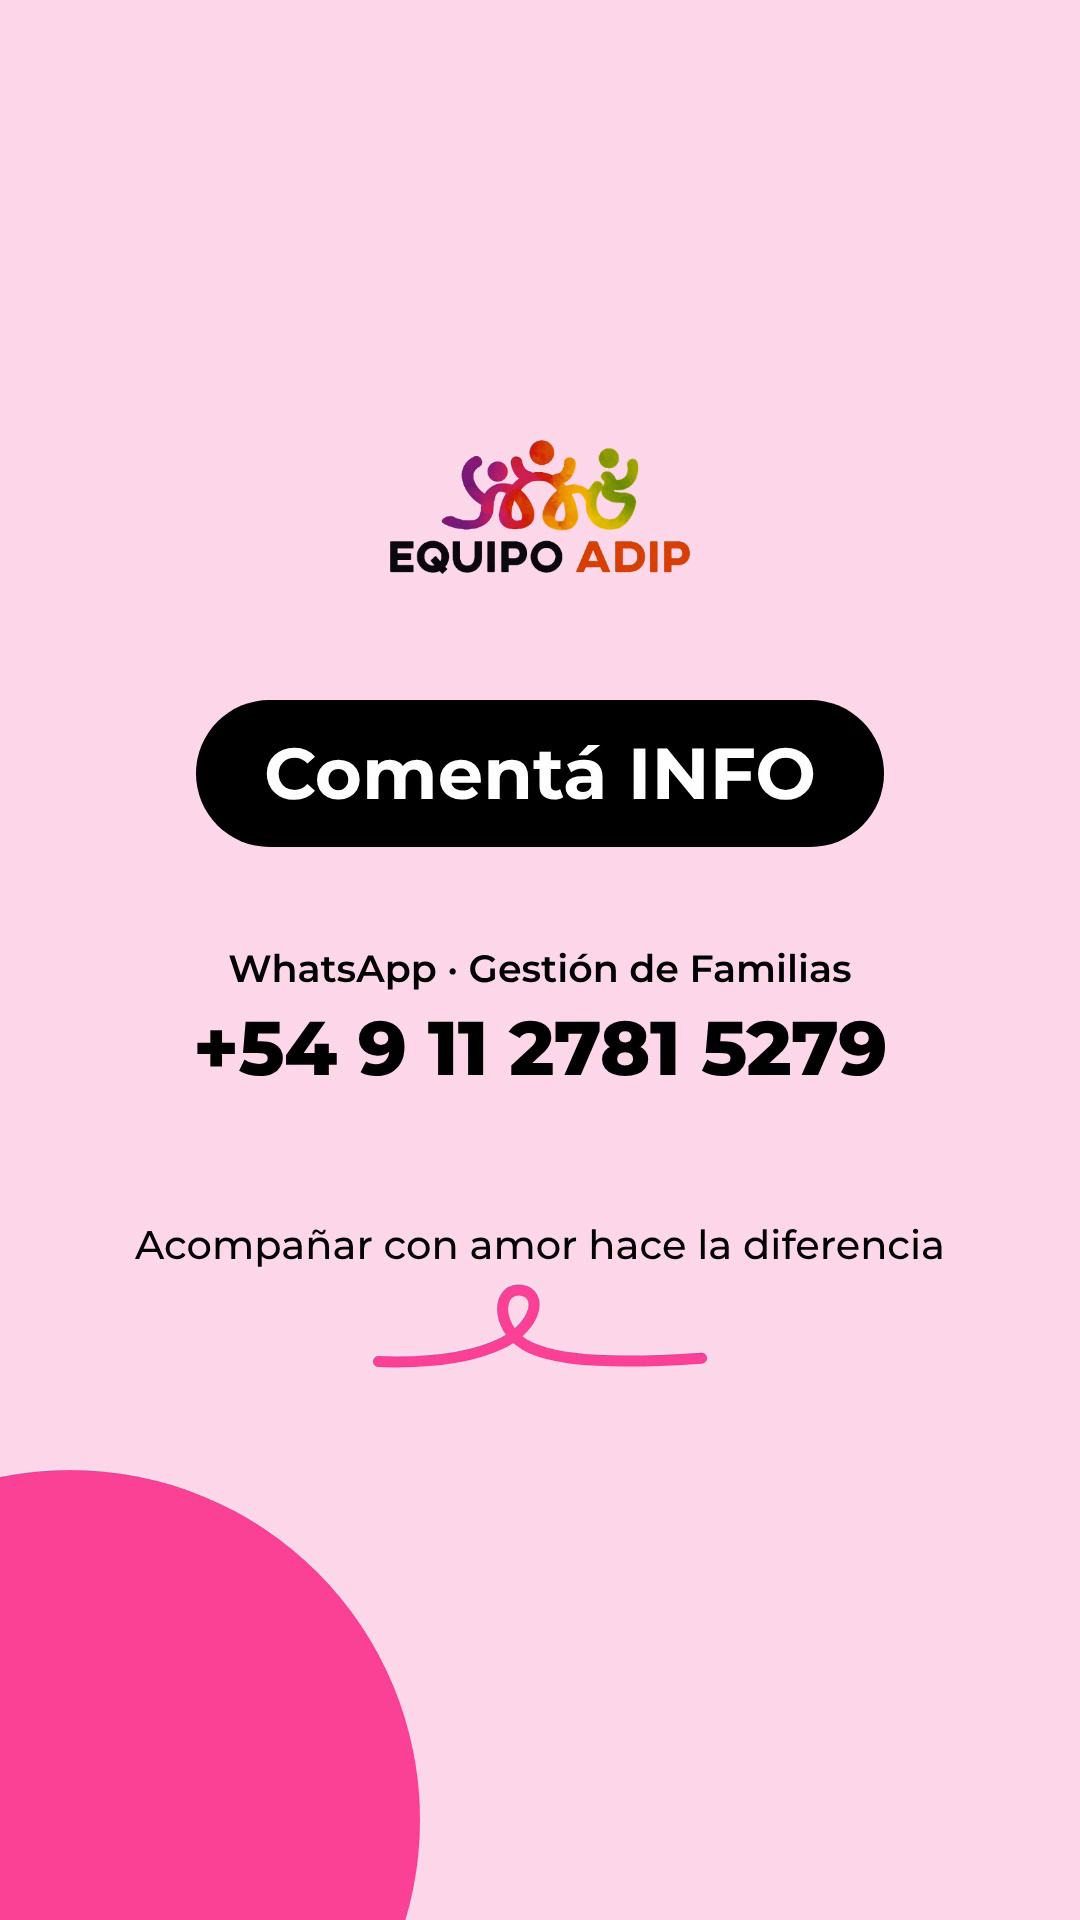 EQUIPO ADIP
Comentá INFO
WhatsApp · Gestión de Familias
+54 9 11 2781 5279
Acompañar con amor hace la diferencia